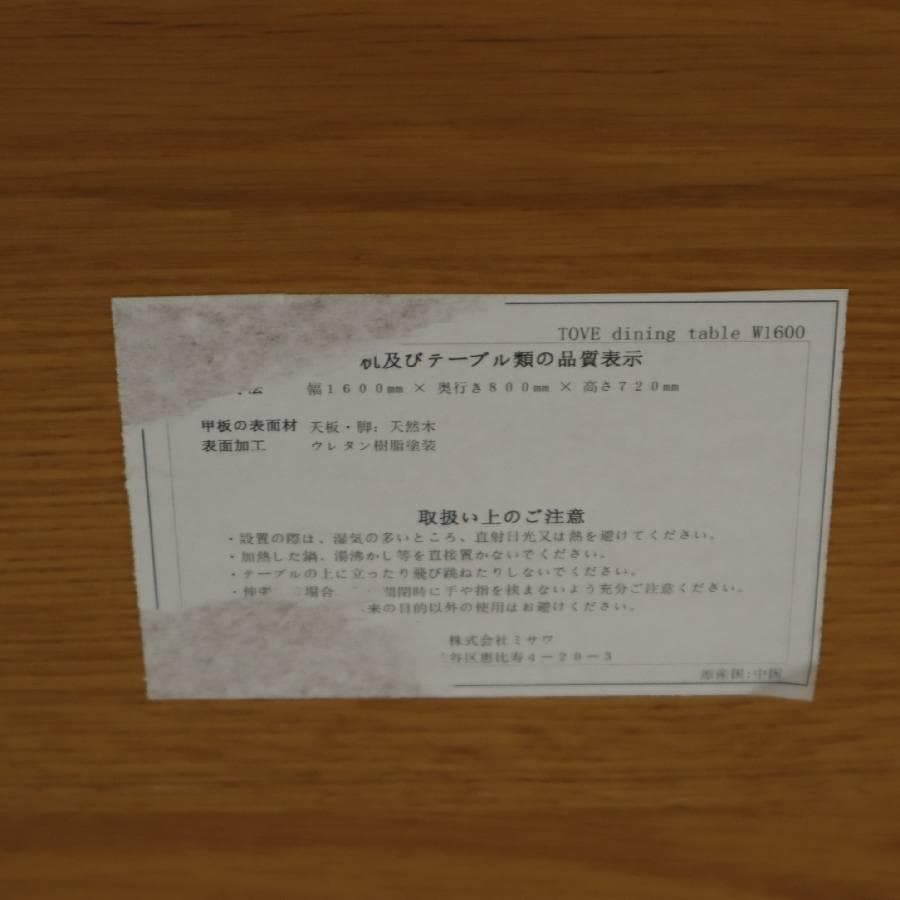 TOVE dining table W1600
及びテーブル類の品質表示
幅1600mm × 奥行き800mm × 高さ720mm
甲板の表面材 天板・脚: 天然木
表面加工 ウレタン樹脂塗装
取扱い上のご注意
・設置の際は、湿気の多いところ、直射日光又は熱を避けてください。
・加熱した鍋、湯沸かし等を直接置かないでください。
・テーブルの上に立ったり飛び跳ねたりしないでください。
・伸 場合 開閉時に手や指を挟まないよう充分ご注意ください。
来の目的以外の使用はお避けください。
株式会社ミサワ
谷区恵比寿4-20-3
原産国:中国